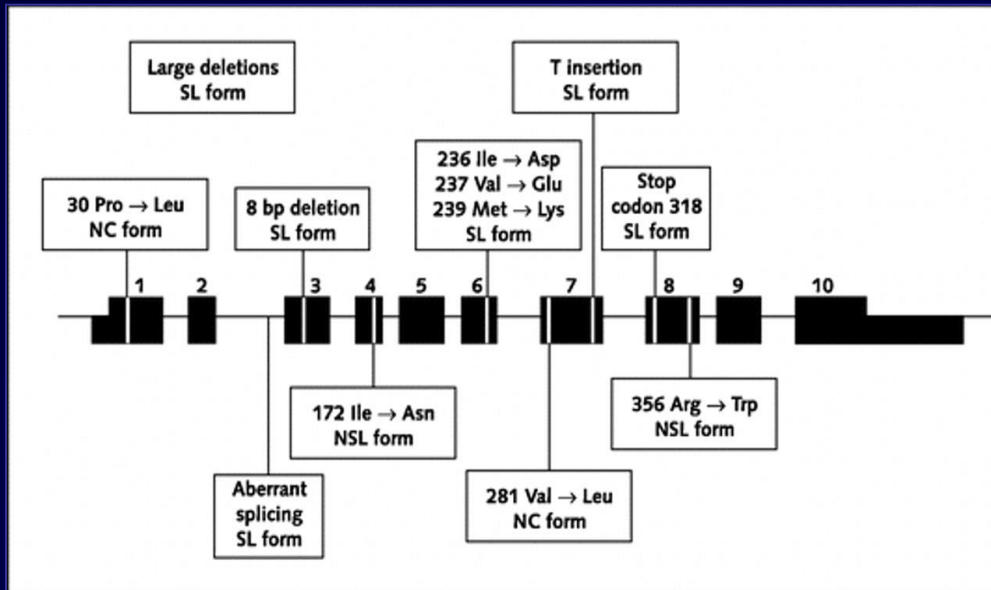 Large deletions
SL form
T insertion
SL form
30 Pro → Leu
NC form
8 bp deletion
SL form
236 Ile → Asp
237 Val → Glu
239 Met → Lys
SL form
Stop
codon 318
SL form
1 2 3 4 5 6 7 8 9 10
172 Ile → Asn
NSL form
356 Arg → Trp
NSL form
Aberrant
splicing
SL form
281 Val → Leu
NC form